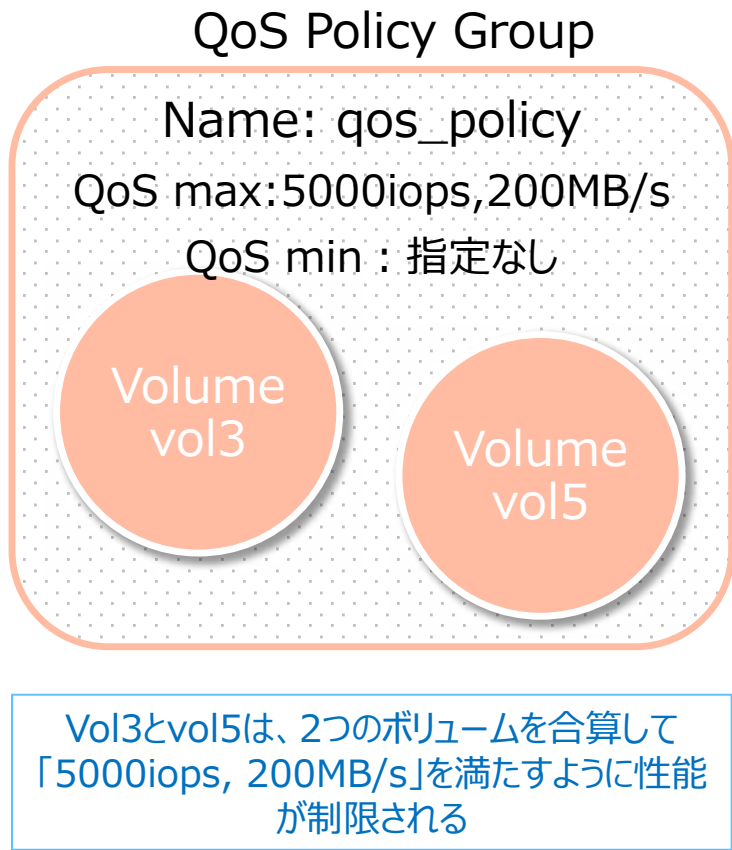 QoS Policy Group
Name: qos_policy
QoS max:5000iops,200MB/s
QoS min : 指定なし
Volume
vol3
Volume
vol5
Vol3とvol5は、2つのボリュームを合算して
「5000iops, 200MB/s」を満たすように性能
が制限される